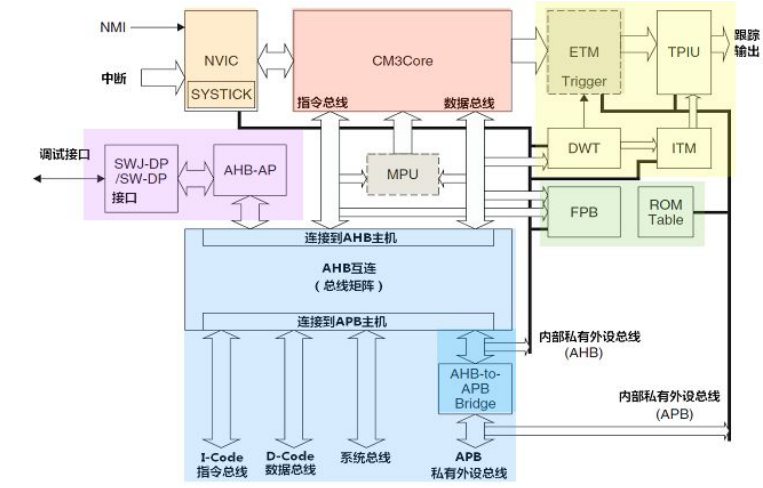 NMI
中断
NVIC
SYSTICK
CM3Core
指令总线
数据总线
ETM
Trigger
TPIU
跟踪
输出
DWT
ITM
调试接口
SWJ-DP
/SW-DP
接口
AHB-AP
MPU
FPB
ROM
Table
连接到AHB主机
AHB互连
（总线矩阵）
连接到APB主机
内部私有外设总线
(AHB)
AHB-to-
APB
Bridge
内部私有外设总线
(APB)
I-Code
指令总线
D-Code
数据总线
系统总线
APB
私有外设总线